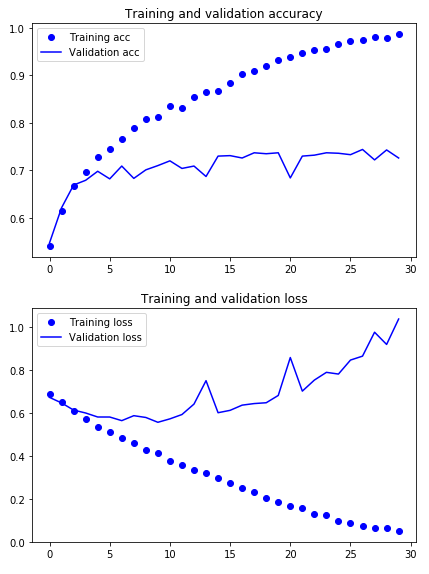 Training and validation accuracy
1.0
Training acc
Validation acc
0.9
0.8
0.7
0.6
0 5 10 15 20 25 30
Training and validation loss
Training loss
1.0
Validation loss
0.8
0.6
0.4
0.2
0.0
0 5 10 15 20 25 30